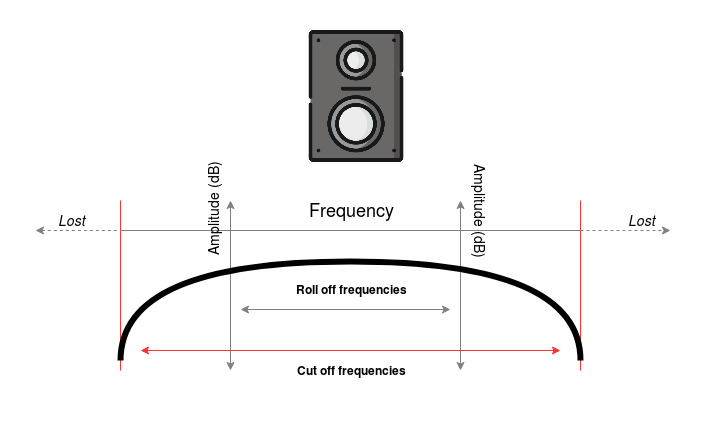 Amplitude (dB)
Amplitude (dB)
Frequency
Lost
Lost
Roll off frequencies
Cut off frequencies